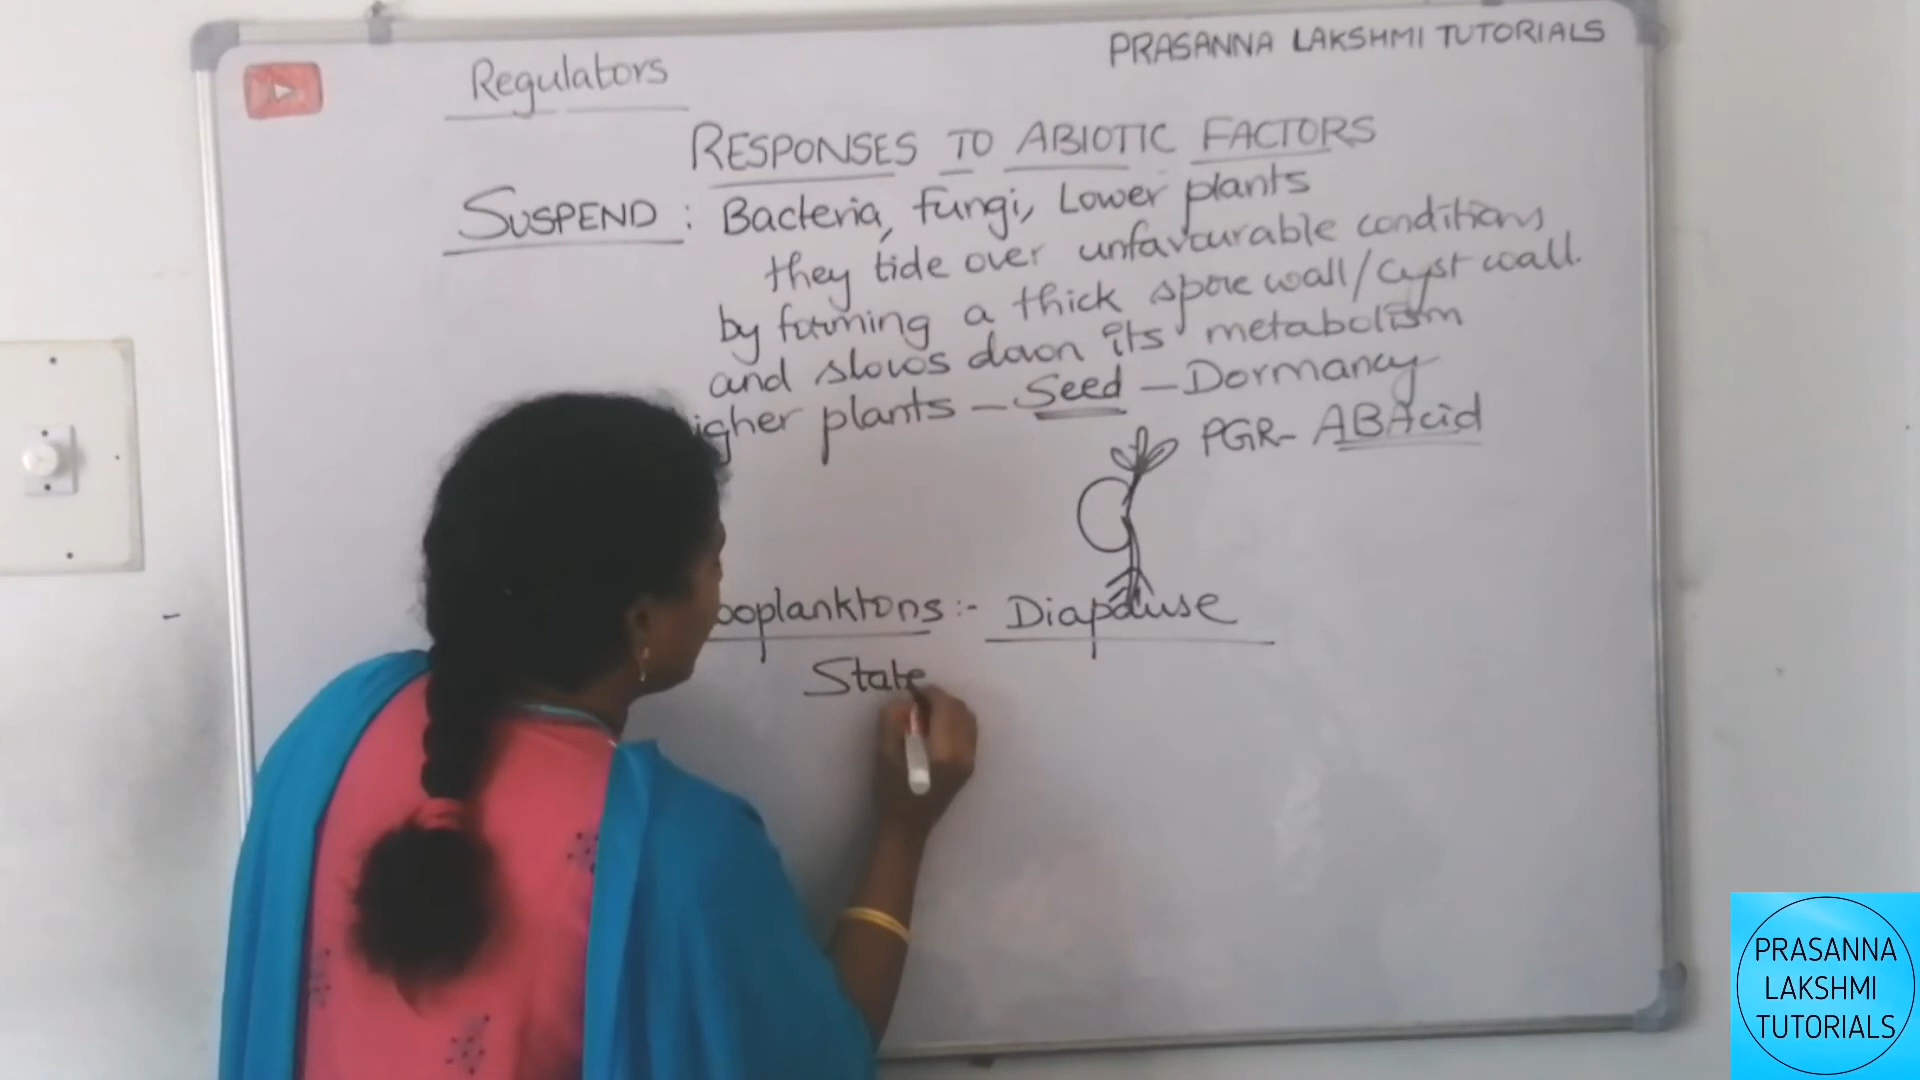 PRASANNA LAKSHMI TUTORIALS
Regulators
RESPONSES TO ABIOTIC FACTORS
SUSPEND : Bacteria, Fungi, Lower plants
they tide over unfavourable conditions
by forming a thick spore wall/cyst wall.
and slows down its metabolism
igher plants - Seed - Dormancy
PGR- ABAcid
ooplanktons :- Diapause
State
PRASANNA
LAKSHMI
TUTORIALS